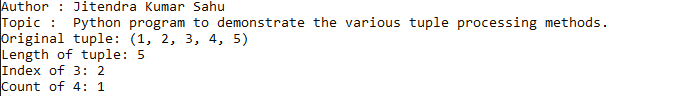 Author : Jitendra Kumar Sahu
Topic :  Python program to demonstrate the various tuple processing methods.
Original tuple: (1, 2, 3, 4, 5)
Length of tuple: 5
Index of 3: 2
Count of 4: 1